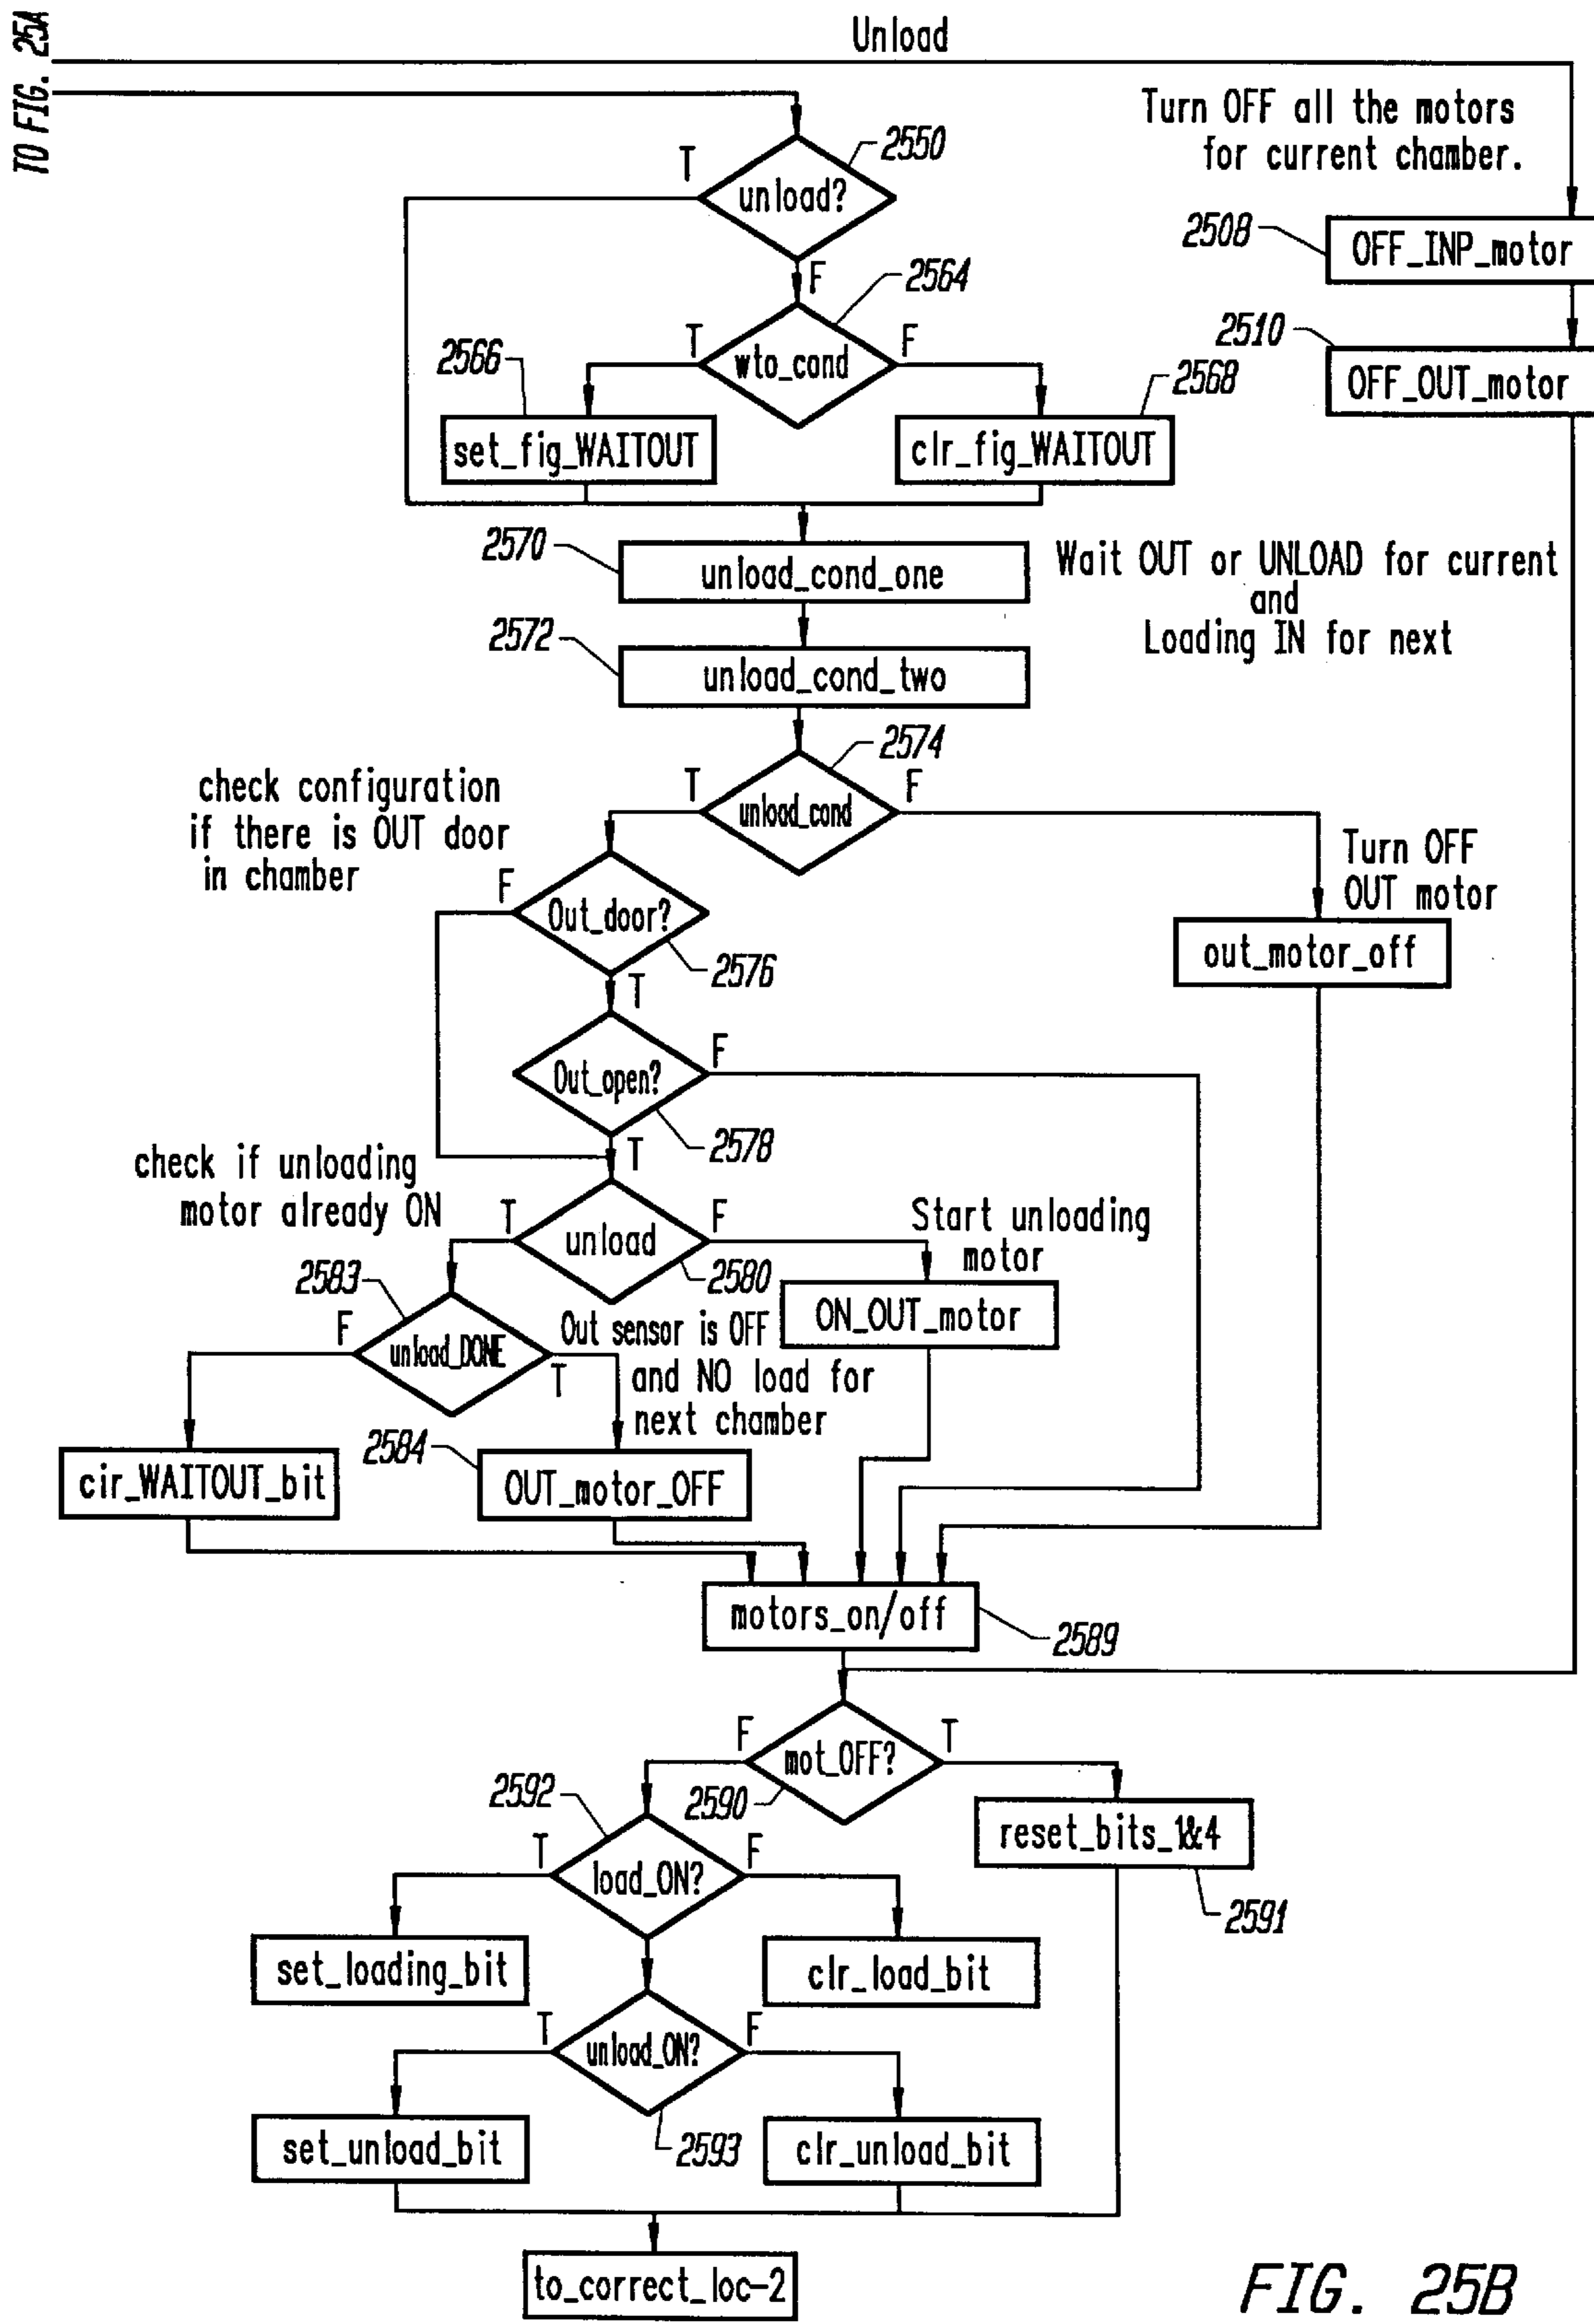 TO FIG. 25A
Unload
Turn OFF all the motors
for current chamber.
2550
T
unload?
F
2508
OFF_INP_motor
2564
2510
OFF_OUT_motor
T
wto_cond
F
2566
2568
set_fig_WAITOUT
clr_fig_WAITOUT
2570
unload_cond_one
Wait OUT or UNLOAD for current
and
Loading IN for next
2572
unload_cond_two
2574
T
unload_cond
F
check configuration
if there is OUT door
in chamber
Turn OFF
OUT motor
F
Out_door?
2576
out_motor_off
T
Out_open?
F
2578
T
check if unloading
motor already ON
T
unload
F
2580
Start unloading
motor
2583
ON_OUT_motor
F
unload_DONE
T
Out sensor is OFF
and NO load for
next chamber
2584
cir_WAITOUT_bit
OUT_motor_OFF
motors_on/off
2589
F
mot_OFF?
T
2590
2592
reset_bits_1&4
2591
T
load_ON?
F
set_loading_bit
clr_load_bit
T
unload_ON?
F
2593
set_unload_bit
clr_unload_bit
to_correct_loc-2
FIG. 25B